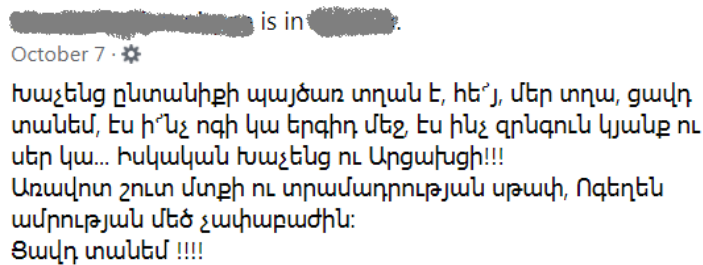 is in .
October 7 ·
Խաչենց ընտանիքի պայծառ տղան է, հե՜յ, մեր տղա, ցավդ
տանեմ, էս ի՜նչ ոգի կա երգիդ մեջ, էս ինչ զրնգուն կյանք ու
սեր կա... Իսկական Խաչենց ու Արցախցի!!!
Առավոտ շուտ մտքի ու տրամադրության սթափ, Ոգեղեն
ամրության մեծ չափաբաժին:
Ցավդ տանեմ !!!!